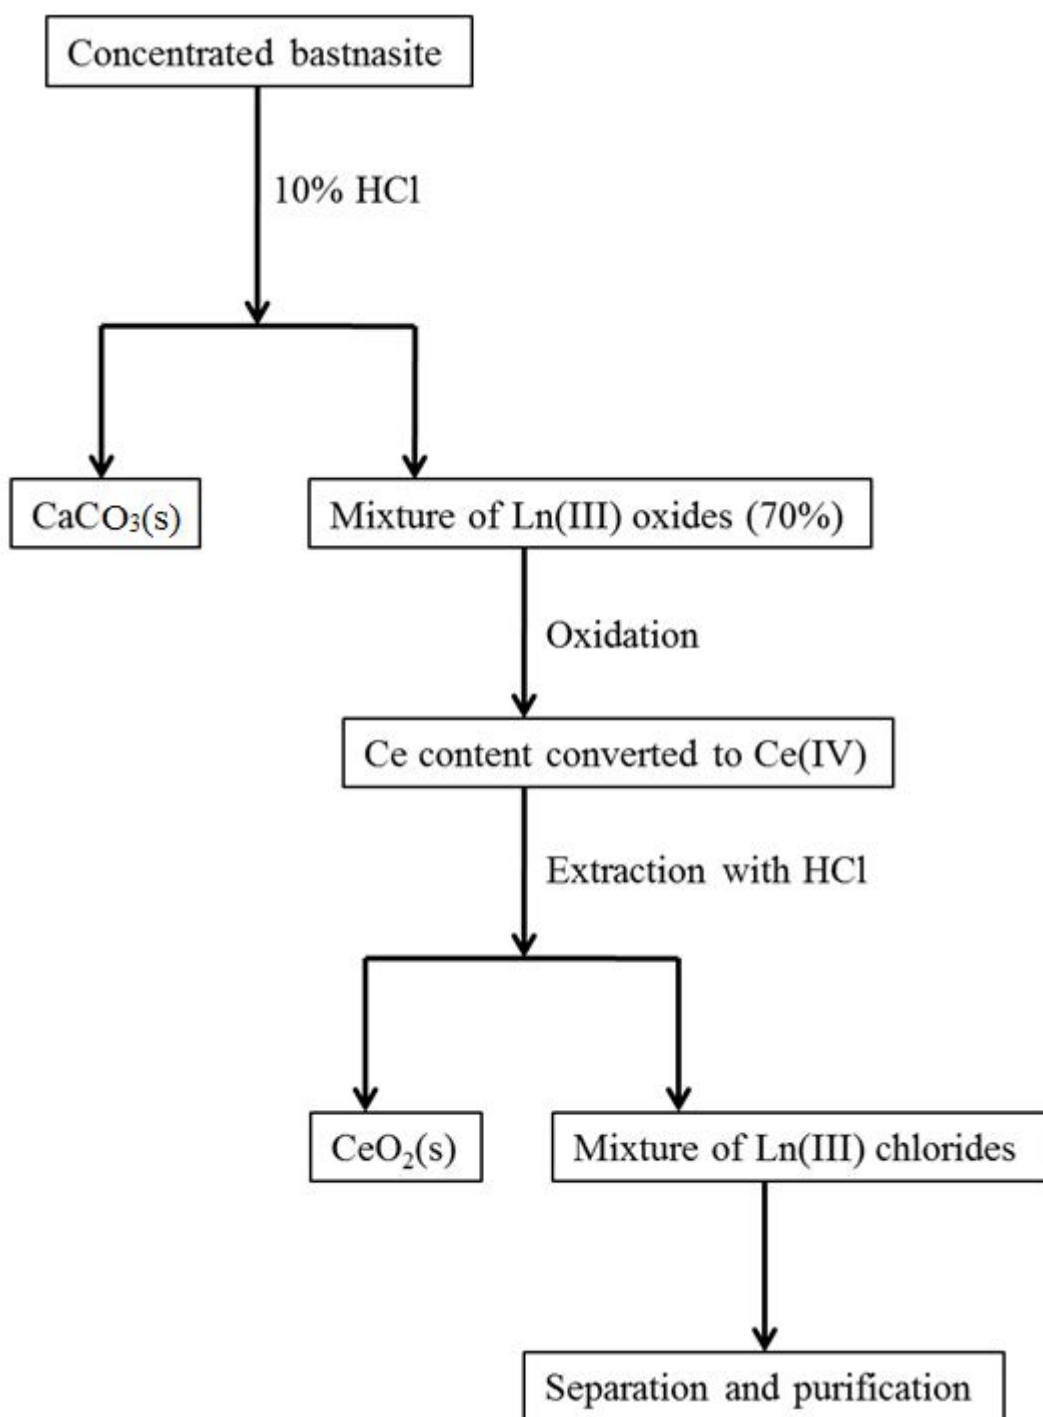 Concentrated bastnasite
10% HCl
CaCO₃(s)
Mixture of Ln(III) oxides (70%)
Oxidation
Ce content converted to Ce(IV)
Extraction with HCl
CeO₂(s)
Mixture of Ln(III) chlorides
Separation and purification